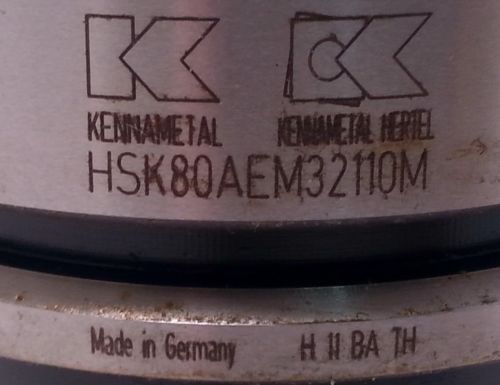 KENNAMETAL KENNAMETAL HERTEL
HSK80AEM32110M
Made in Germany H 11 BA TH